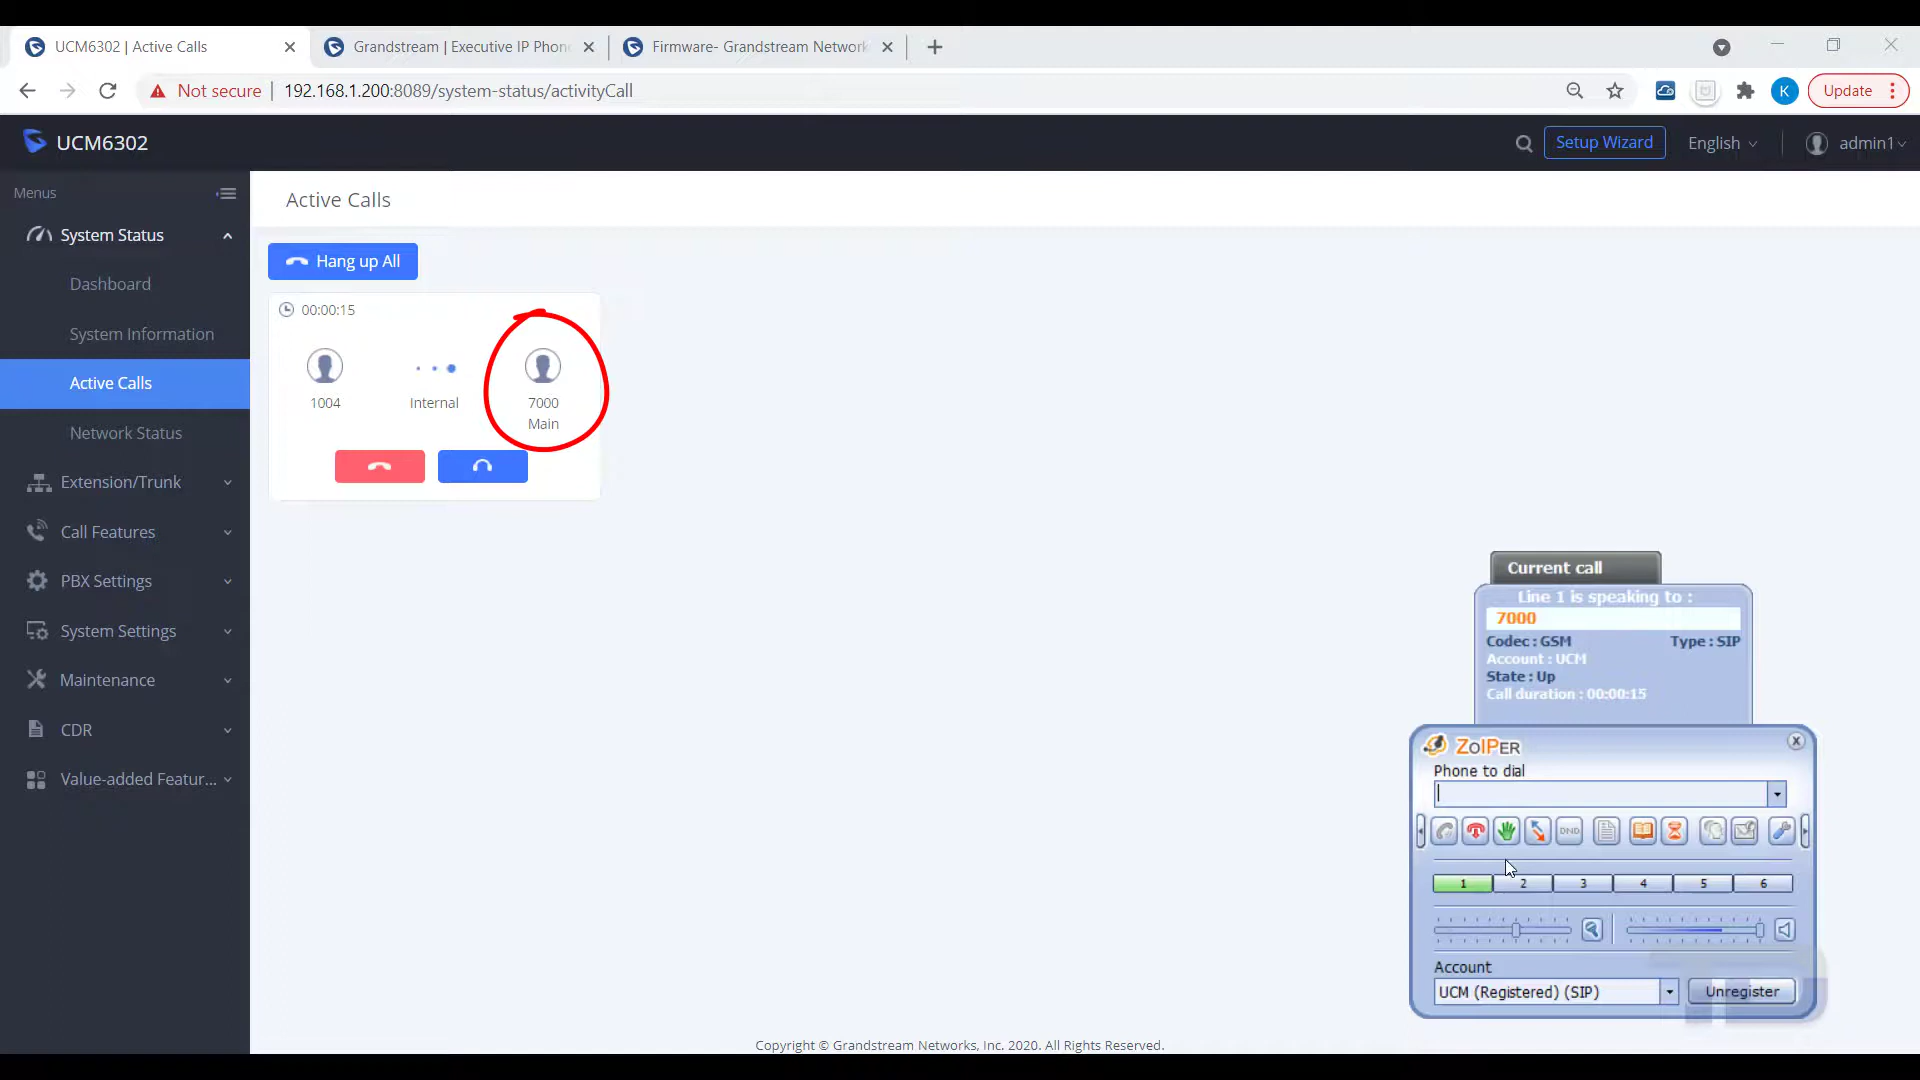 UCM6302 | Active Calls
Grandstream | Executive IP Phon
Firmware- Grandstream Network
Not secure
192.168.1.200:8089/system-status/activityCall
K
Update
UCM6302
Setup Wizard
English
admin1
Menus
System Status
Dashboard
System Information
Active Calls
Network Status
Extension/Trunk
Call Features
PBX Settings
System Settings
Maintenance
CDR
Value-added Featur...
Active Calls
Hang up All
00:00:15
1004
Internal
7000
Main
Current call
Line 1 is speaking to :
7000
Codec : GSM Type : SIP
Account : UCM
State : Up
Call duration : 00:00:15
ZoIPER
Phone to dial
DND
1 2 3 4 5 6
Account
UCM (Registered) (SIP)
Unregister
Copyright © Grandstream Networks, Inc. 2020. All Rights Reserved.